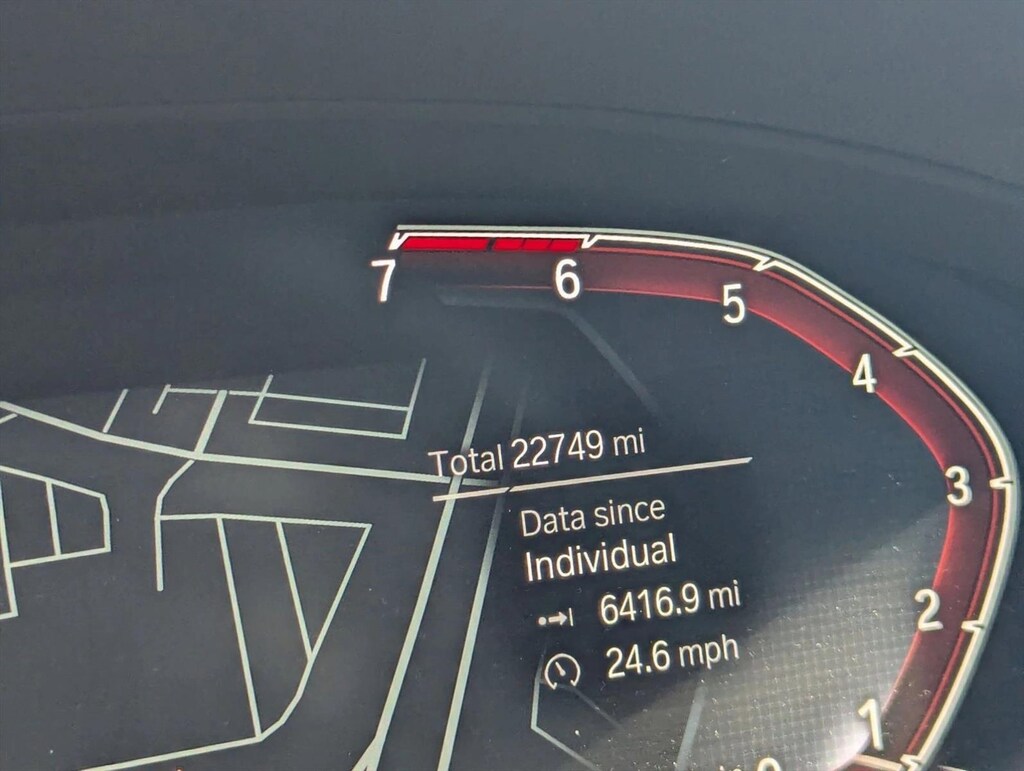 7
6
5
4
3
2
1
0
Total 22749 mi
Data since
Individual
6416.9 mi
24.6 mph